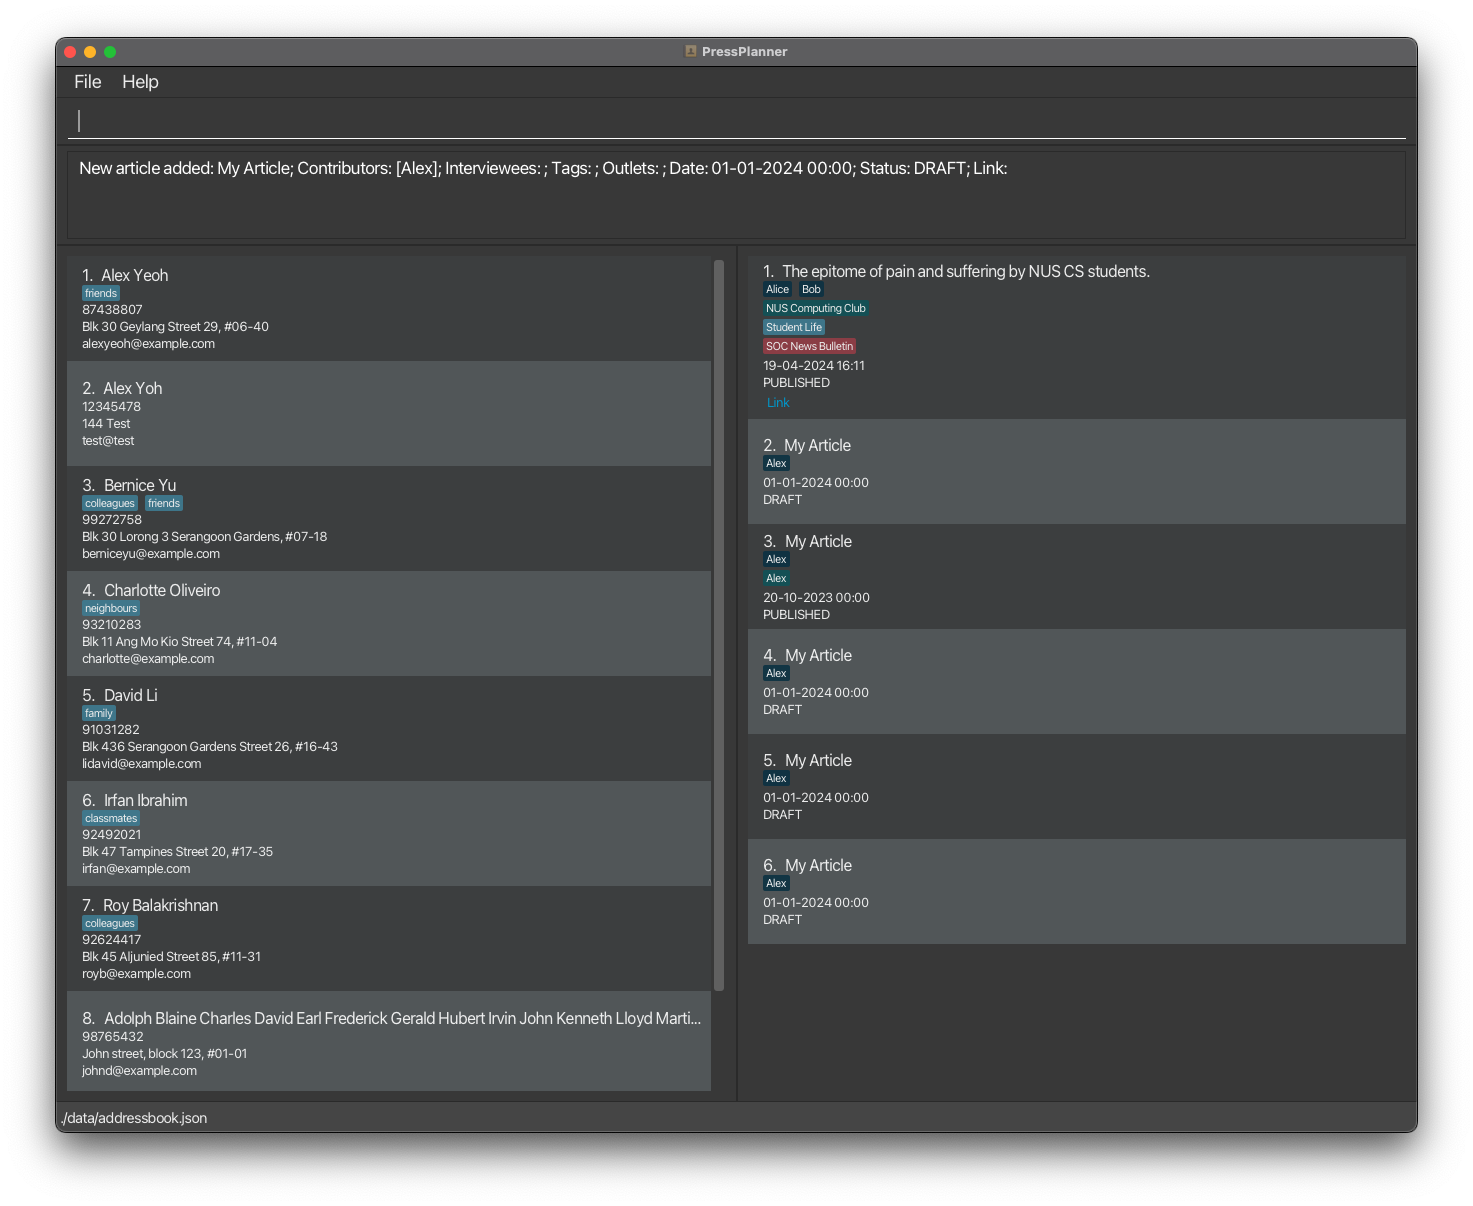 PressPlanner
File Help
New article added: My Article; Contributors: [Alex]; Interviewees: ; Tags: ; Outlets: ; Date: 01-01-2024 00:00; Status: DRAFT; Link:
1. Alex Yeoh
friends
87438807
Blk 30 Geylang Street 29, #06-40
alexyeoh@example.com
2. Alex Yoh
12345478
144 Test
test@test
3. Bernice Yu
colleagues friends
99272758
Blk 30 Lorong 3 Serangoon Gardens, #07-18
berniceyu@example.com
4. Charlotte Oliveiro
neighbours
93210283
Blk 11 Ang Mo Kio Street 74, #11-04
charlotte@example.com
5. David Li
family
91031282
Blk 436 Serangoon Gardens Street 26, #16-43
lidavid@example.com
6. Irfan Ibrahim
classmates
92492021
Blk 47 Tampines Street 20, #17-35
irfan@example.com
7. Roy Balakrishnan
colleagues
92624417
Blk 45 Aljunied Street 85, #11-31
royb@example.com
8. Adolph Blaine Charles David Earl Frederick Gerald Hubert Irvin John Kenneth Lloyd Marti...
98765432
John street, block 123, #01-01
johnd@example.com
1. The epitome of pain and suffering by NUS CS students.
Alice Bob
NUS Computing Club
Student Life
SOC News Bulletin
19-04-2024 16:11
PUBLISHED
Link
2. My Article
Alex
01-01-2024 00:00
DRAFT
3. My Article
Alex
Alex
20-10-2023 00:00
PUBLISHED
4. My Article
Alex
01-01-2024 00:00
DRAFT
5. My Article
Alex
01-01-2024 00:00
DRAFT
6. My Article
Alex
01-01-2024 00:00
DRAFT
./data/addressbook.json